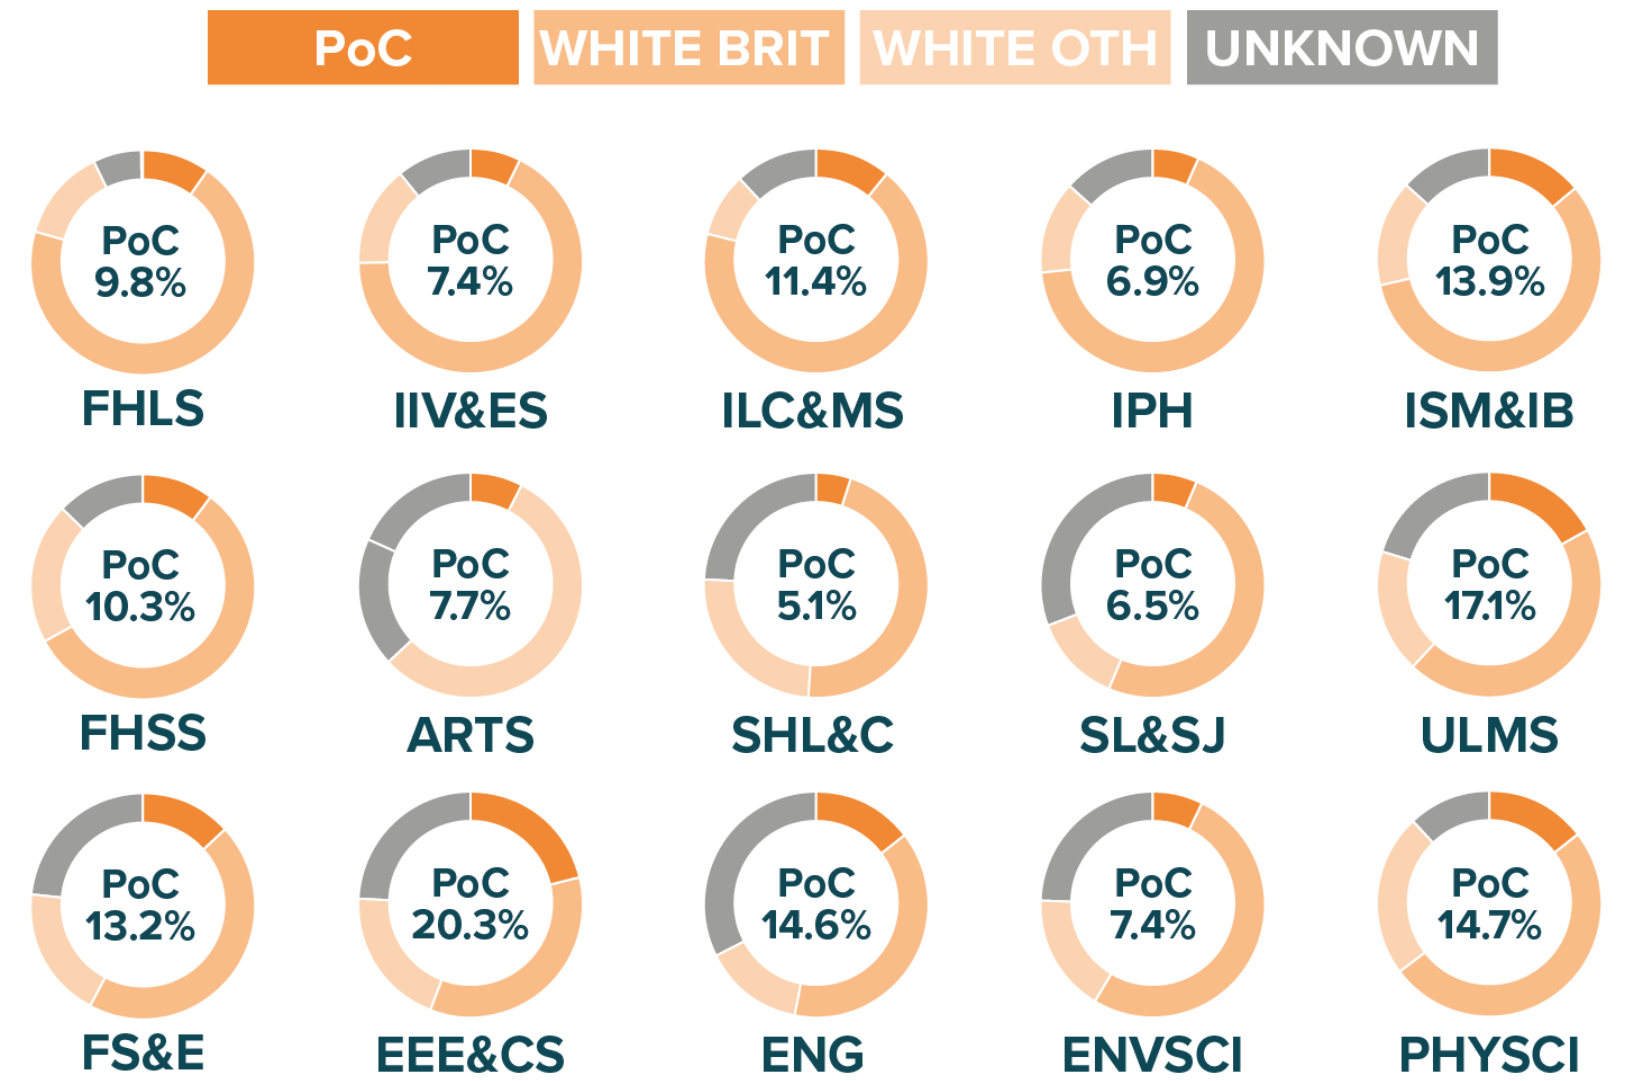 PoC WHITE BRIT WHITE OTH UNKNOWN
PoC PoC PoC PoC PoC
9.8% 7.4% 11.4% 6.9% 13.9%
FHLS IIV&ES ILC&MS IPH ISM&IB
PoC PoC PoC PoC PoC
10.3% 7.7% 5.1% 6.5% 17.1%
FHSS ARTS SHL&C SL&SJ ULMS
PoC PoC PoC PoC PoC
13.2% 20.3% 14.6% 7.4% 14.7%
FS&E EEE&CS ENG ENVSCI PHYSCI